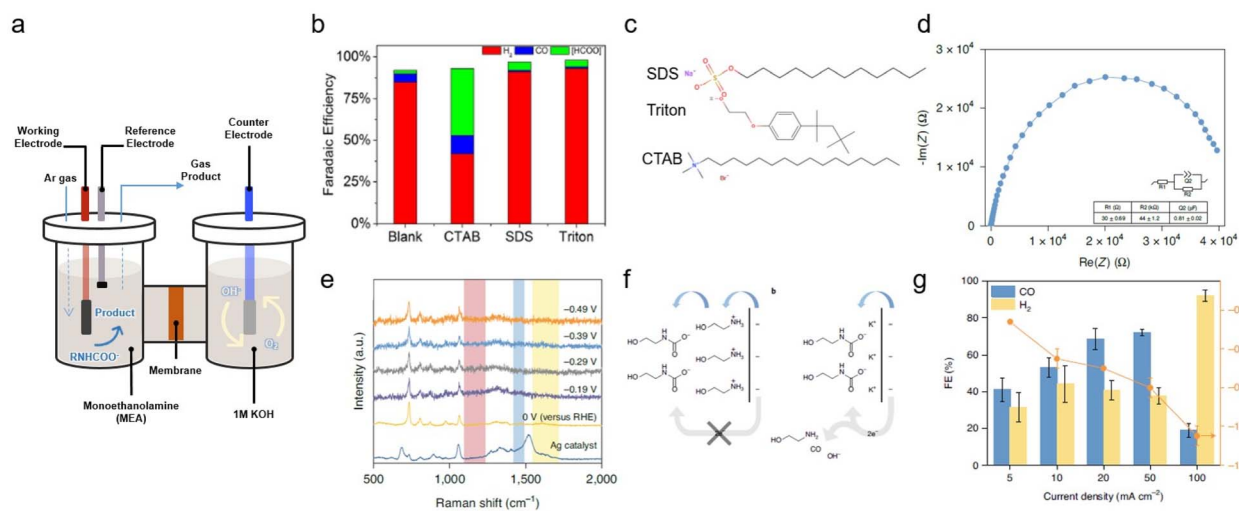 a
Working
Electrode
Reference
Electrode
Counter
Electrode
Ar gas
Gas
Product
OH⁻
O₂
Product
RNHCOO⁻
Membrane
Monoethanolamine
(MEA)
1M KOH
b
H₂ CO [HCOO]⁻
Faradaic Efficiency
100%
75%
50%
25%
0%
Blank CTAB SDS Triton
c
SDS
Na⁺
Triton
CTAB
Br⁻
d
-Im(Z) (Ω)
3 × 10⁴
2 × 10⁴
1 × 10⁴
0
R1
Q2
R2
R1 (Ω) R2 (kΩ) Q2 (μF)
30 ± 0.69 44 ± 1.2 0.81 ± 0.02
0 1 × 10⁴ 2 × 10⁴ 3 × 10⁴ 4 × 10⁴
Re(Z) (Ω)
e
Intensity (a.u.)
−0.49 V
−0.39 V
−0.29 V
−0.19 V
0 V (versus RHE)
Ag catalyst
500 1,000 1,500 2,000
Raman shift (cm⁻¹)
f
b
K⁺
K⁺
K⁺
2e⁻
CO
OH⁻
g
CO
H₂
FE (%)
100
80
60
40
20
0
5 10 20 50 100
Current density (mA cm⁻²)